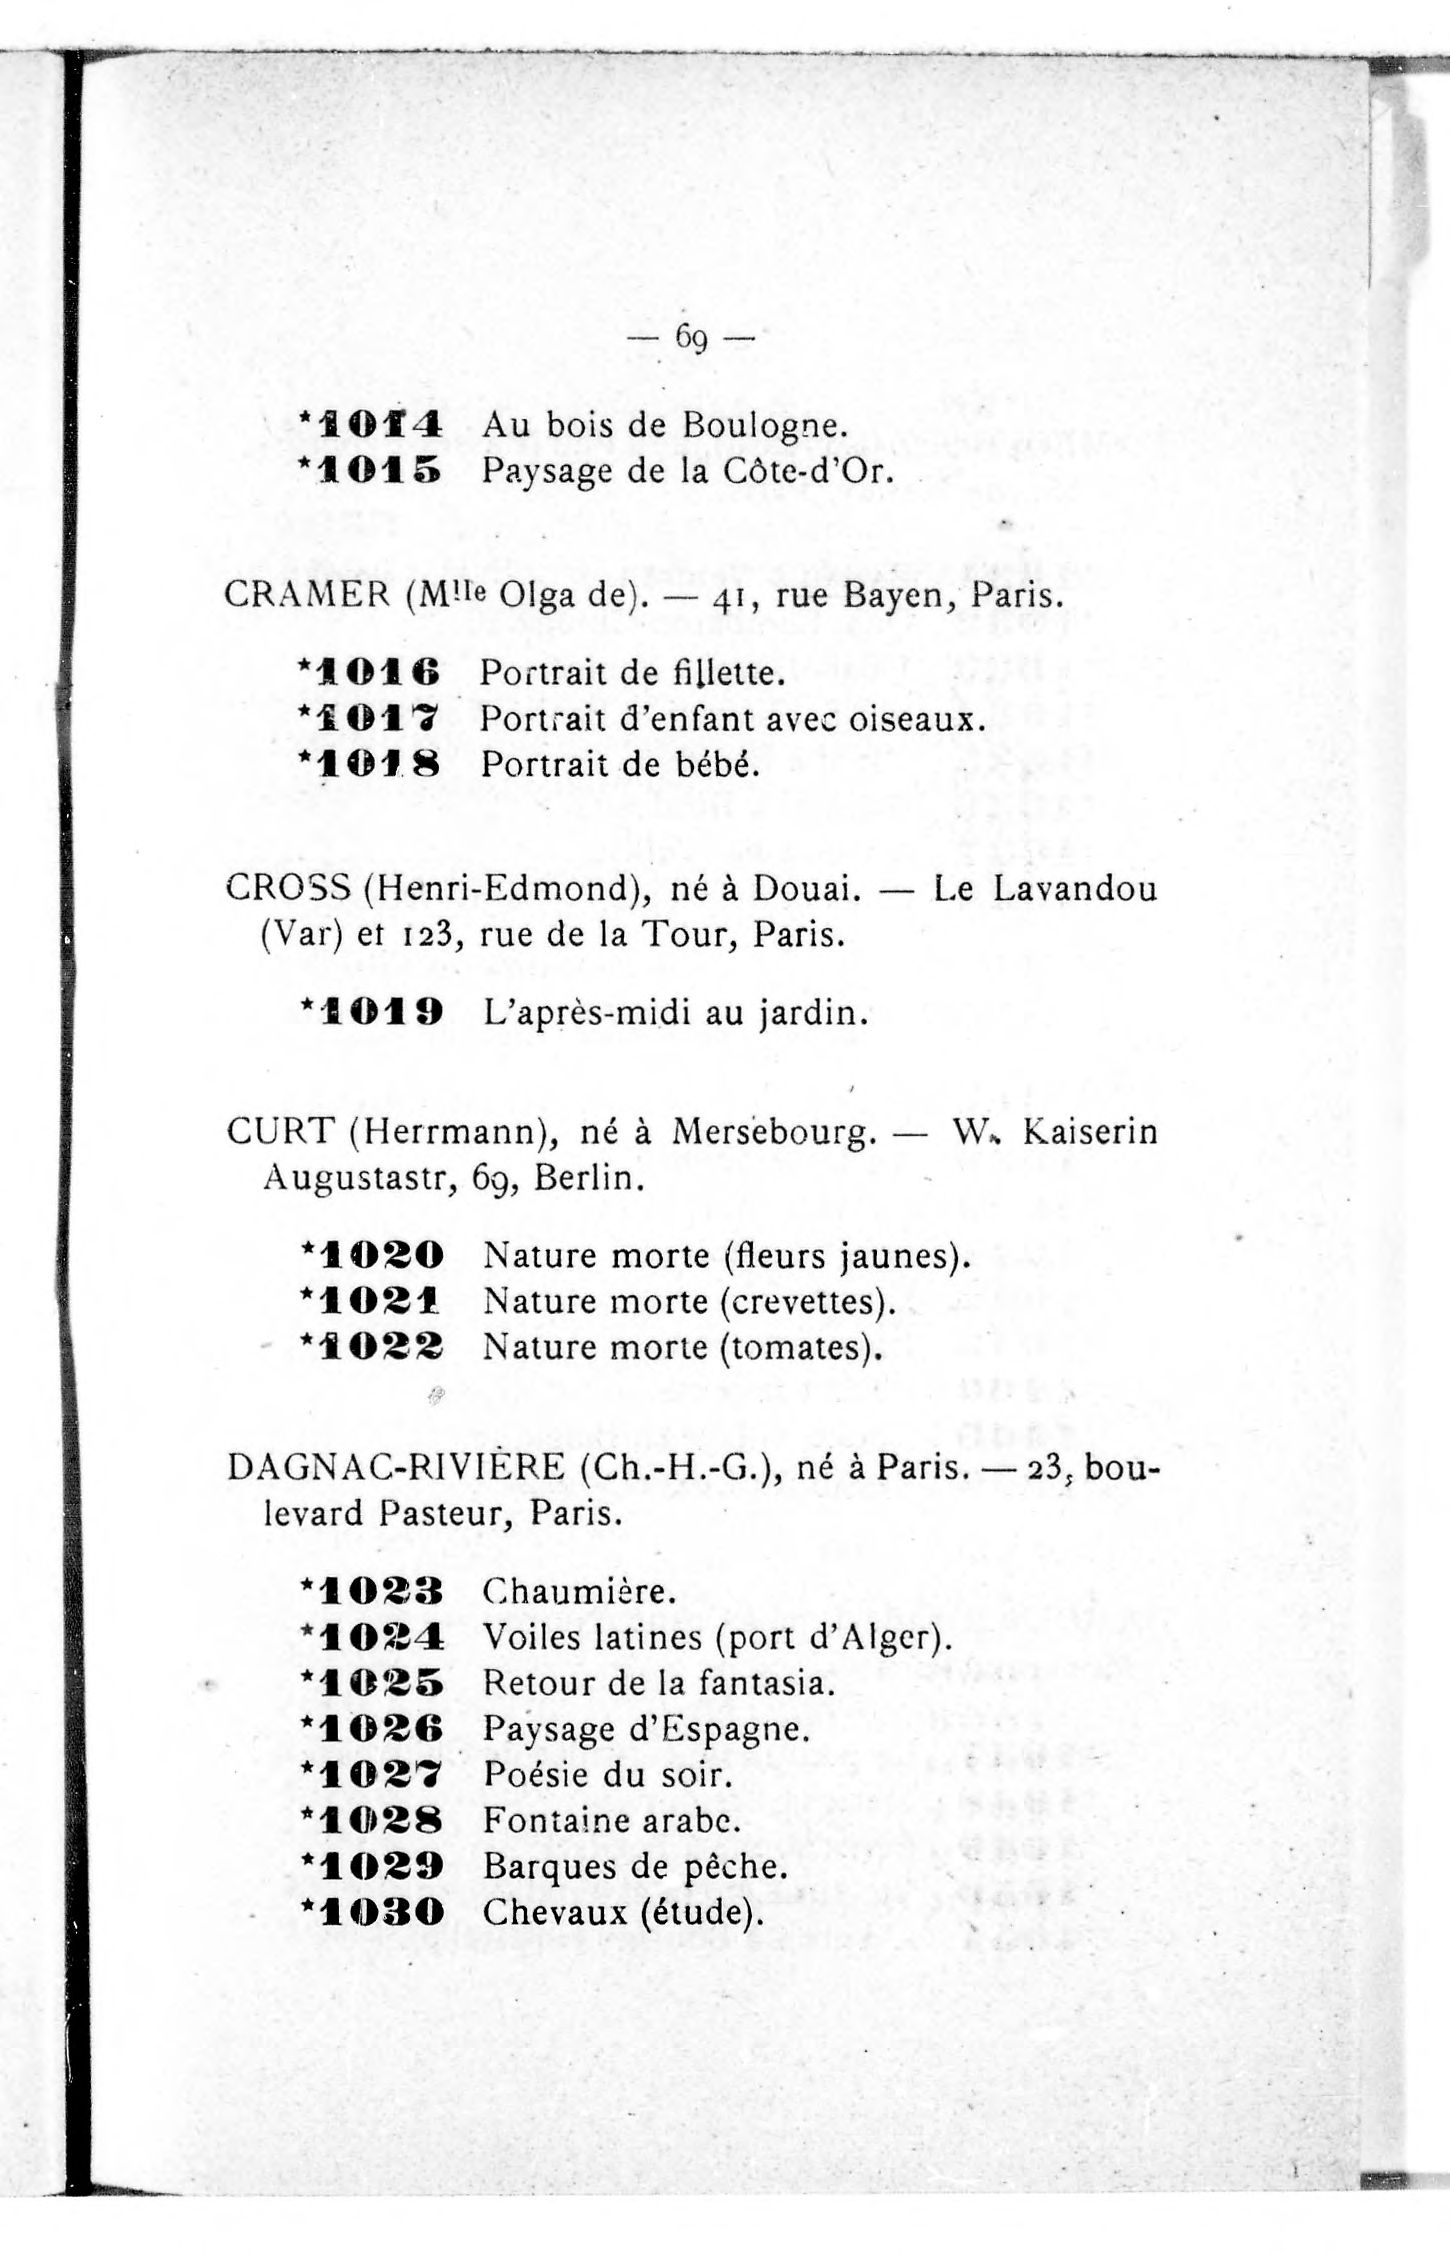 — 69 —
*1014 Au bois de Boulogne.
*1015 Paysage de la Côte-d'Or.
CRAMER (Mlle Olga de). — 41, rue Bayen, Paris.
*1016 Portrait de fillette.
*1017 Portrait d'enfant avec oiseaux.
*1018 Portrait de bébé.
CROSS (Henri-Edmond), né à Douai. — Le Lavandou
(Var) et 123, rue de la Tour, Paris.
*1019 L'après-midi au jardin.
CURT (Herrmann), né à Mersebourg. — W. Kaiserin
Augustastr, 69, Berlin.
*1020 Nature morte (fleurs jaunes).
*1021 Nature morte (crevettes).
*1022 Nature morte (tomates).
DAGNAC-RIVIÈRE (Ch.-H.-G.), né à Paris. — 23, bou-
levard Pasteur, Paris.
*1023 Chaumière.
*1024 Voiles latines (port d'Alger).
*1025 Retour de la fantasia.
*1026 Paysage d'Espagne.
*1027 Poésie du soir.
*1028 Fontaine arabe.
*1029 Barques de pêche.
*1030 Chevaux (étude).